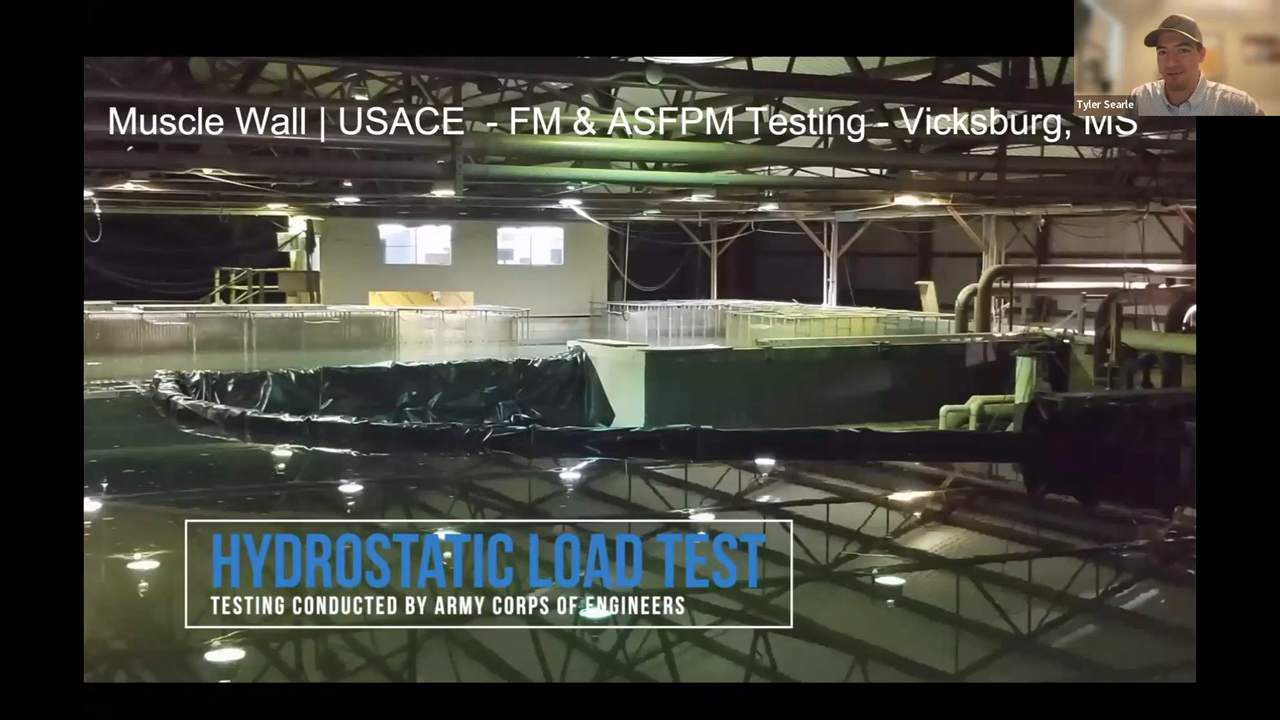 Muscle Wall | USACE - FM & ASFPM Testing - Vicksburg, MS
Tyler Searle
HYDROSTATIC LOAD TEST
TESTING CONDUCTED BY ARMY CORPS OF ENGINEERS